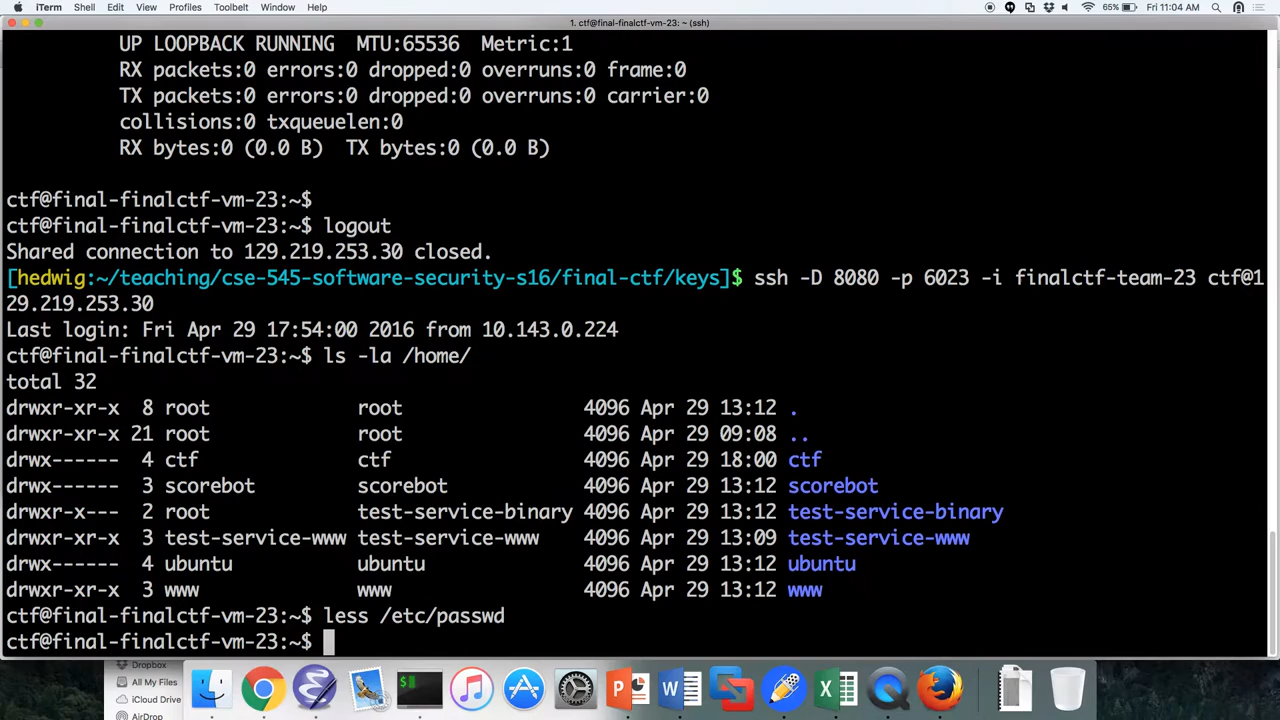 iTerm Shell Edit View Profiles Toolbelt Window Help 65% Fri 11:04 AM
1. ctf@final-finalctf-vm-23: ~ (ssh)
UP LOOPBACK RUNNING  MTU:65536  Metric:1
RX packets:0 errors:0 dropped:0 overruns:0 frame:0
TX packets:0 errors:0 dropped:0 overruns:0 carrier:0
collisions:0 txqueuelen:0
RX bytes:0 (0.0 B)  TX bytes:0 (0.0 B)
ctf@final-finalctf-vm-23:~$
ctf@final-finalctf-vm-23:~$ logout
Shared connection to 129.219.253.30 closed.
[hedwig:~/teaching/cse-545-software-security-s16/final-ctf/keys]$ ssh -D 8080 -p 6023 -i finalctf-team-23 ctf@1
29.219.253.30
Last login: Fri Apr 29 17:54:00 2016 from 10.143.0.224
ctf@final-finalctf-vm-23:~$ ls -la /home/
total 32
drwxr-xr-x  8 root              root                4096 Apr 29 13:12 .
drwxr-xr-x 21 root              root                4096 Apr 29 09:08 ..
drwx------  4 ctf               ctf                 4096 Apr 29 18:00 ctf
drwx------  3 scorebot          scorebot            4096 Apr 29 13:12 scorebot
drwxr-x---  2 root              test-service-binary 4096 Apr 29 13:12 test-service-binary
drwxr-x---  3 test-service-www  test-service-www    4096 Apr 29 13:09 test-service-www
drwx------  4 ubuntu            ubuntu              4096 Apr 29 13:12 ubuntu
drwxr-x---  3 www               www                 4096 Apr 29 13:12 www
ctf@final-finalctf-vm-23:~$ less /etc/passwd
ctf@final-finalctf-vm-23:~$
Dropbox
All My Files
iCloud Drive
AirDrop